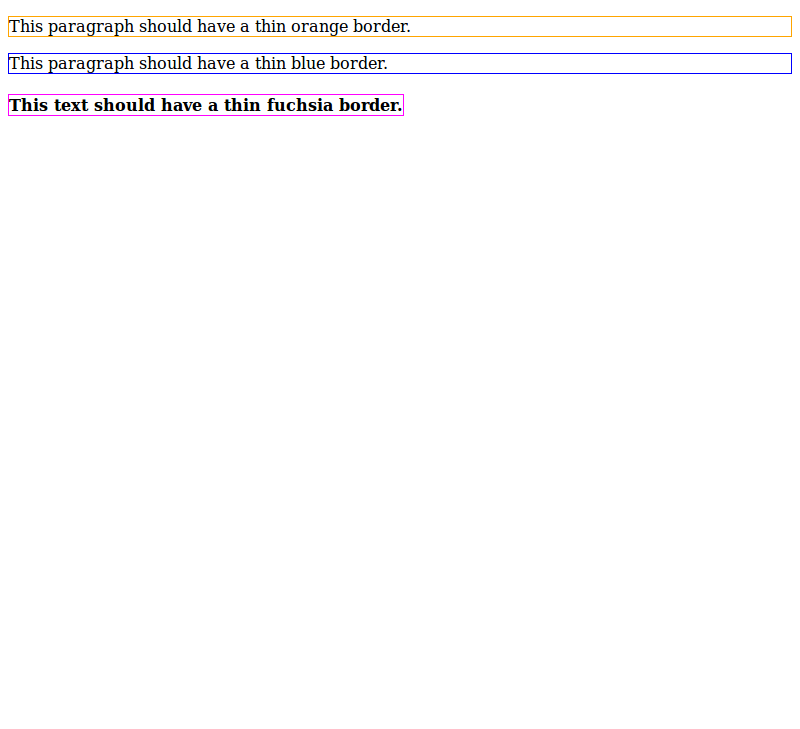 This paragraph should have a thin orange border.
This paragraph should have a thin blue border.
This text should have a thin fuchsia border.